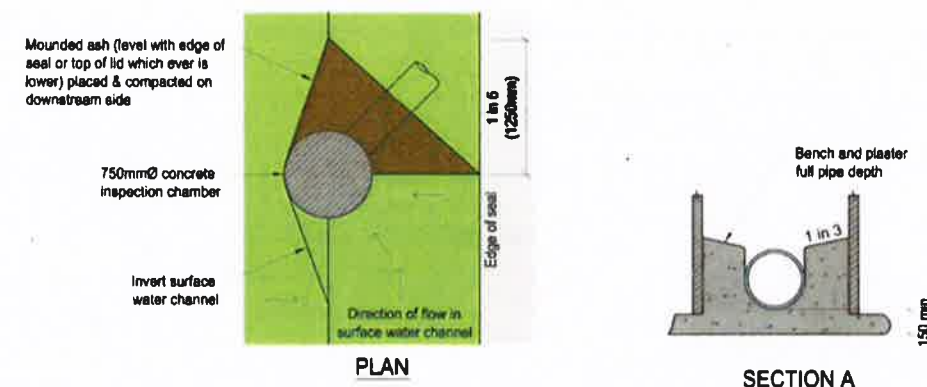 Mounded ash (level with edge of
seal or top of lid which ever is
lower) placed & compacted on
downstream side
750mmØ concrete
inspection chamber
Invert surface
water channel
1 in 6
(1250mm)
Edge of seal
Direction of flow in
surface water channel
PLAN
Bench and plaster
full pipe depth
1 in 3
150 min
SECTION A